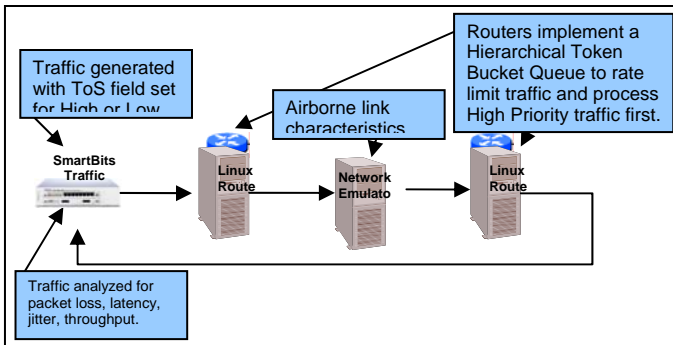 Traffic generated
with ToS field set
for High or Low
Airborne link
characteristics
Routers implement a
Hierarchical Token
Bucket Queue to rate
limit traffic and process
High Priority traffic first.
SmartBits
Traffic
Linux
Route
Network
Emulato
Linux
Route
Traffic analyzed for
packet loss, latency,
jitter, throughput.